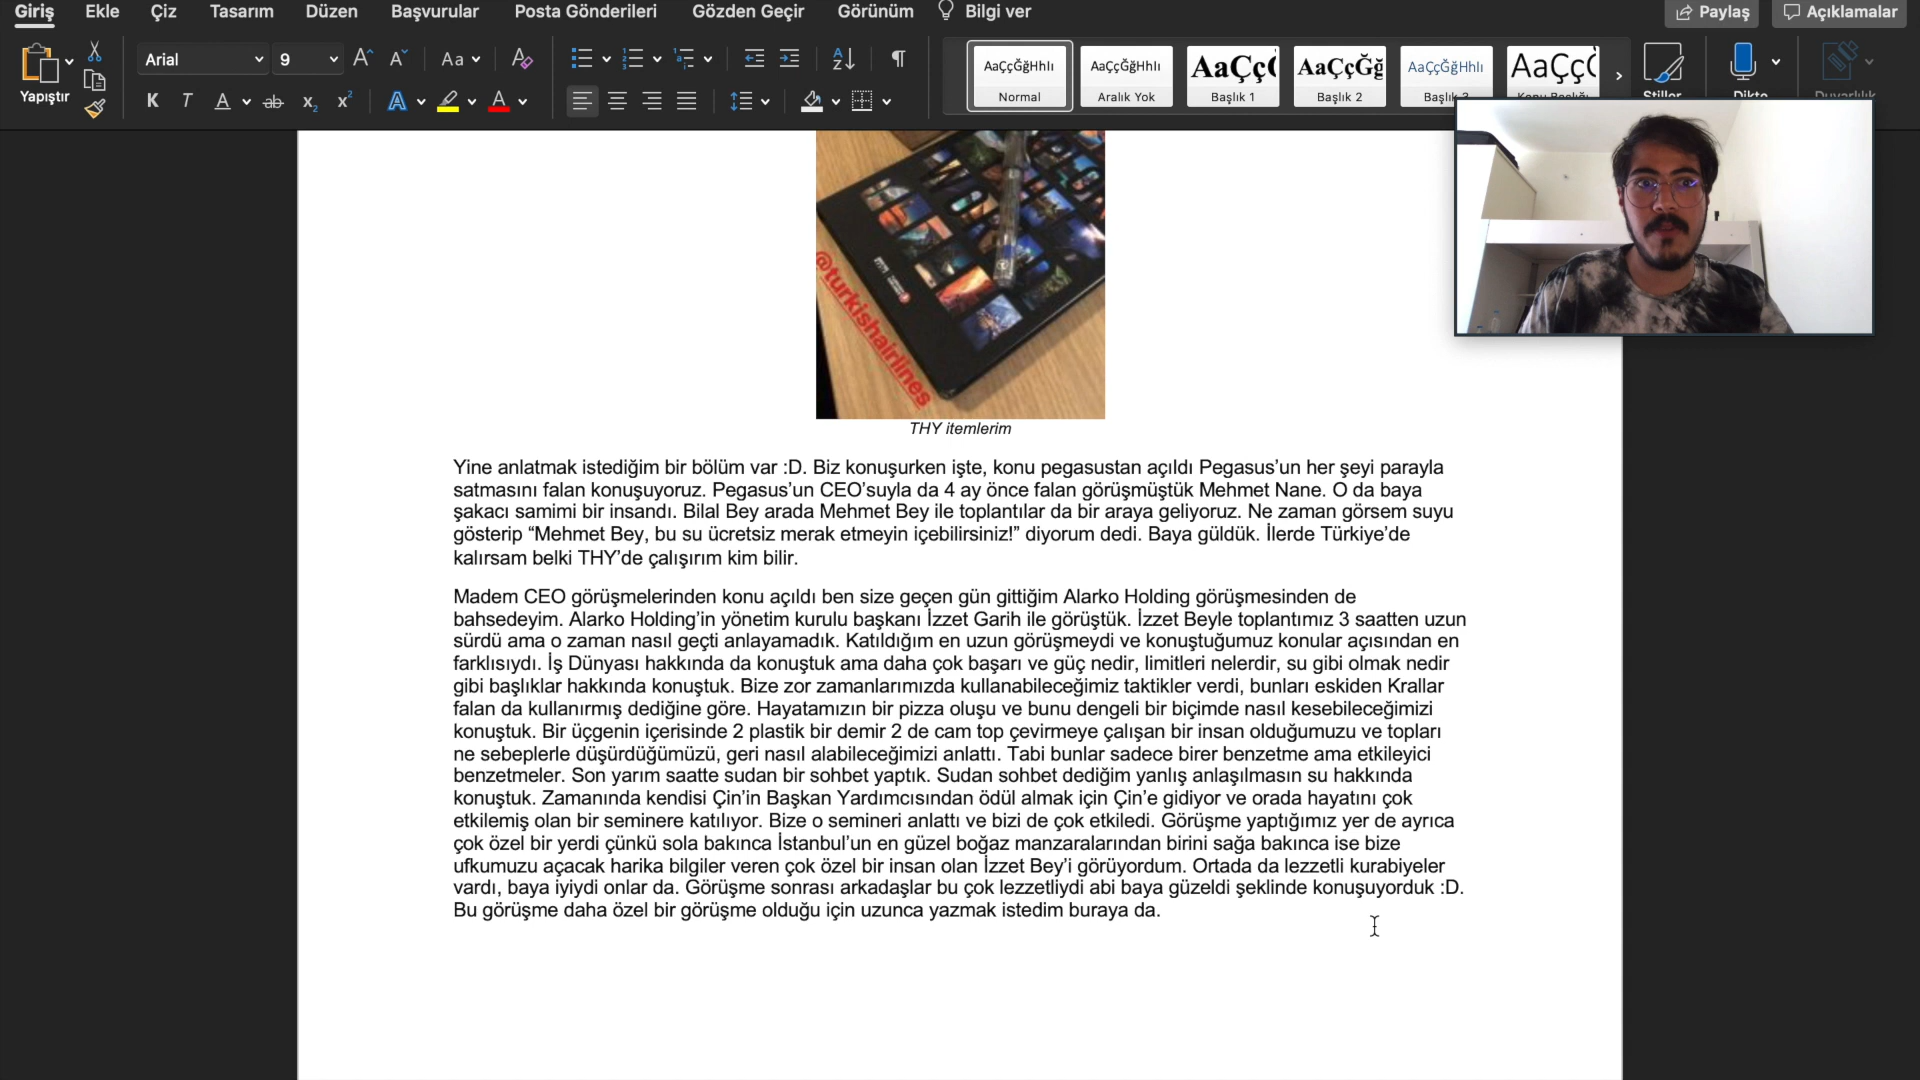 Giriş Ekle Çiz Tasarım Düzen Başvurular Posta Gönderileri Gözden Geçir Görünüm Bilgi ver Paylaş Açıklamalar
Yapıştır
Arial 9
Aa
K T A ab x₂ x² A A
AaÇçĞğHhIı AaÇçĞğHhIı AaÇç AaÇçĞğ AaÇçĞğHhIı AaÇç
Normal Aralık Yok Başlık 1 Başlık 2
@turkishairlines
THY itemlerim
Yine anlatmak istediğim bir bölüm var :D. Biz konuşurken işte, konu pegasustan açıldı Pegasus’un her şeyi parayla
satmasını falan konuşuyoruz. Pegasus’un CEO’suyla da 4 ay önce falan görüşmüştük Mehmet Nane. O da baya
şakacı samimi bir insandı. Bilal Bey arada Mehmet Bey ile toplantılar da bir araya geliyoruz. Ne zaman görsem suyu
gösterip “Mehmet Bey, bu su ücretsiz merak etmeyin içebilirsiniz!” diyorum dedi. Baya güldük. İlerde Türkiye’de
kalırsam belki THY’de çalışırım kim bilir.
Madem CEO görüşmelerinden konu açıldı ben size geçen gün gittiğim Alarko Holding görüşmesinden de
bahsedeyim. Alarko Holding’in yönetim kurulu başkanı İzzet Garih ile görüştük. İzzet Beyle toplantımız 3 saatten uzun
sürdü ama o zaman nasıl geçti anlayamadık. Katıldığım en uzun görüşmeydi ve konuştuğumuz konular açısından en
farklısıydı. İş Dünyası hakkında da konuştuk ama daha çok başarı ve güç nedir, limitleri nelerdir, su gibi olmak nedir
gibi başlıklar hakkında konuştuk. Bize zor zamanlarımızda kullanabileceğimiz taktikler verdi, bunları eskiden Krallar
falan da kullanırmış dediğine göre. Hayatamızın bir pizza oluşu ve bunu dengeli bir biçimde nasıl kesebileceğimizi
konuştuk. Bir üçgenin içerisinde 2 plastik bir demir 2 de cam top çevirmeye çalışan bir insan olduğumuzu ve topları
ne sebeplerle düşürdüğümüzü, geri nasıl alabileceğimizi anlattı. Tabi bunlar sadece birer benzetme ama etkileyici
benzetmeler. Son yarım saatte sudan bir sohbet yaptık. Sudan sohbet dediğim yanlış anlaşılmasın su hakkında
konuştuk. Zamanında kendisi Çin’in Başkan Yardımcısından ödül almak için Çin’e gidiyor ve orada hayatını çok
etkilemiş olan bir seminere katılıyor. Bize o semineri anlattı ve bizi de çok etkiledi. Görüşme yaptığımız yer de ayrıca
çok özel bir yerdi çünkü sola bakınca İstanbul’un en güzel boğaz manzaralarından birini sağa bakınca ise bize
ufkumuzu açacak harika bilgiler veren çok özel bir insan olan İzzet Bey’i görüyordum. Ortada da lezzetli kurabiyeler
vardı, baya iyiydi onlar da. Görüşme sonrası arkadaşlar bu çok lezzetliydi abi baya güzeldi şeklinde konuşuyorduk :D.
Bu görüşme daha özel bir görüşme olduğu için uzunca yazmak istedim buraya da.